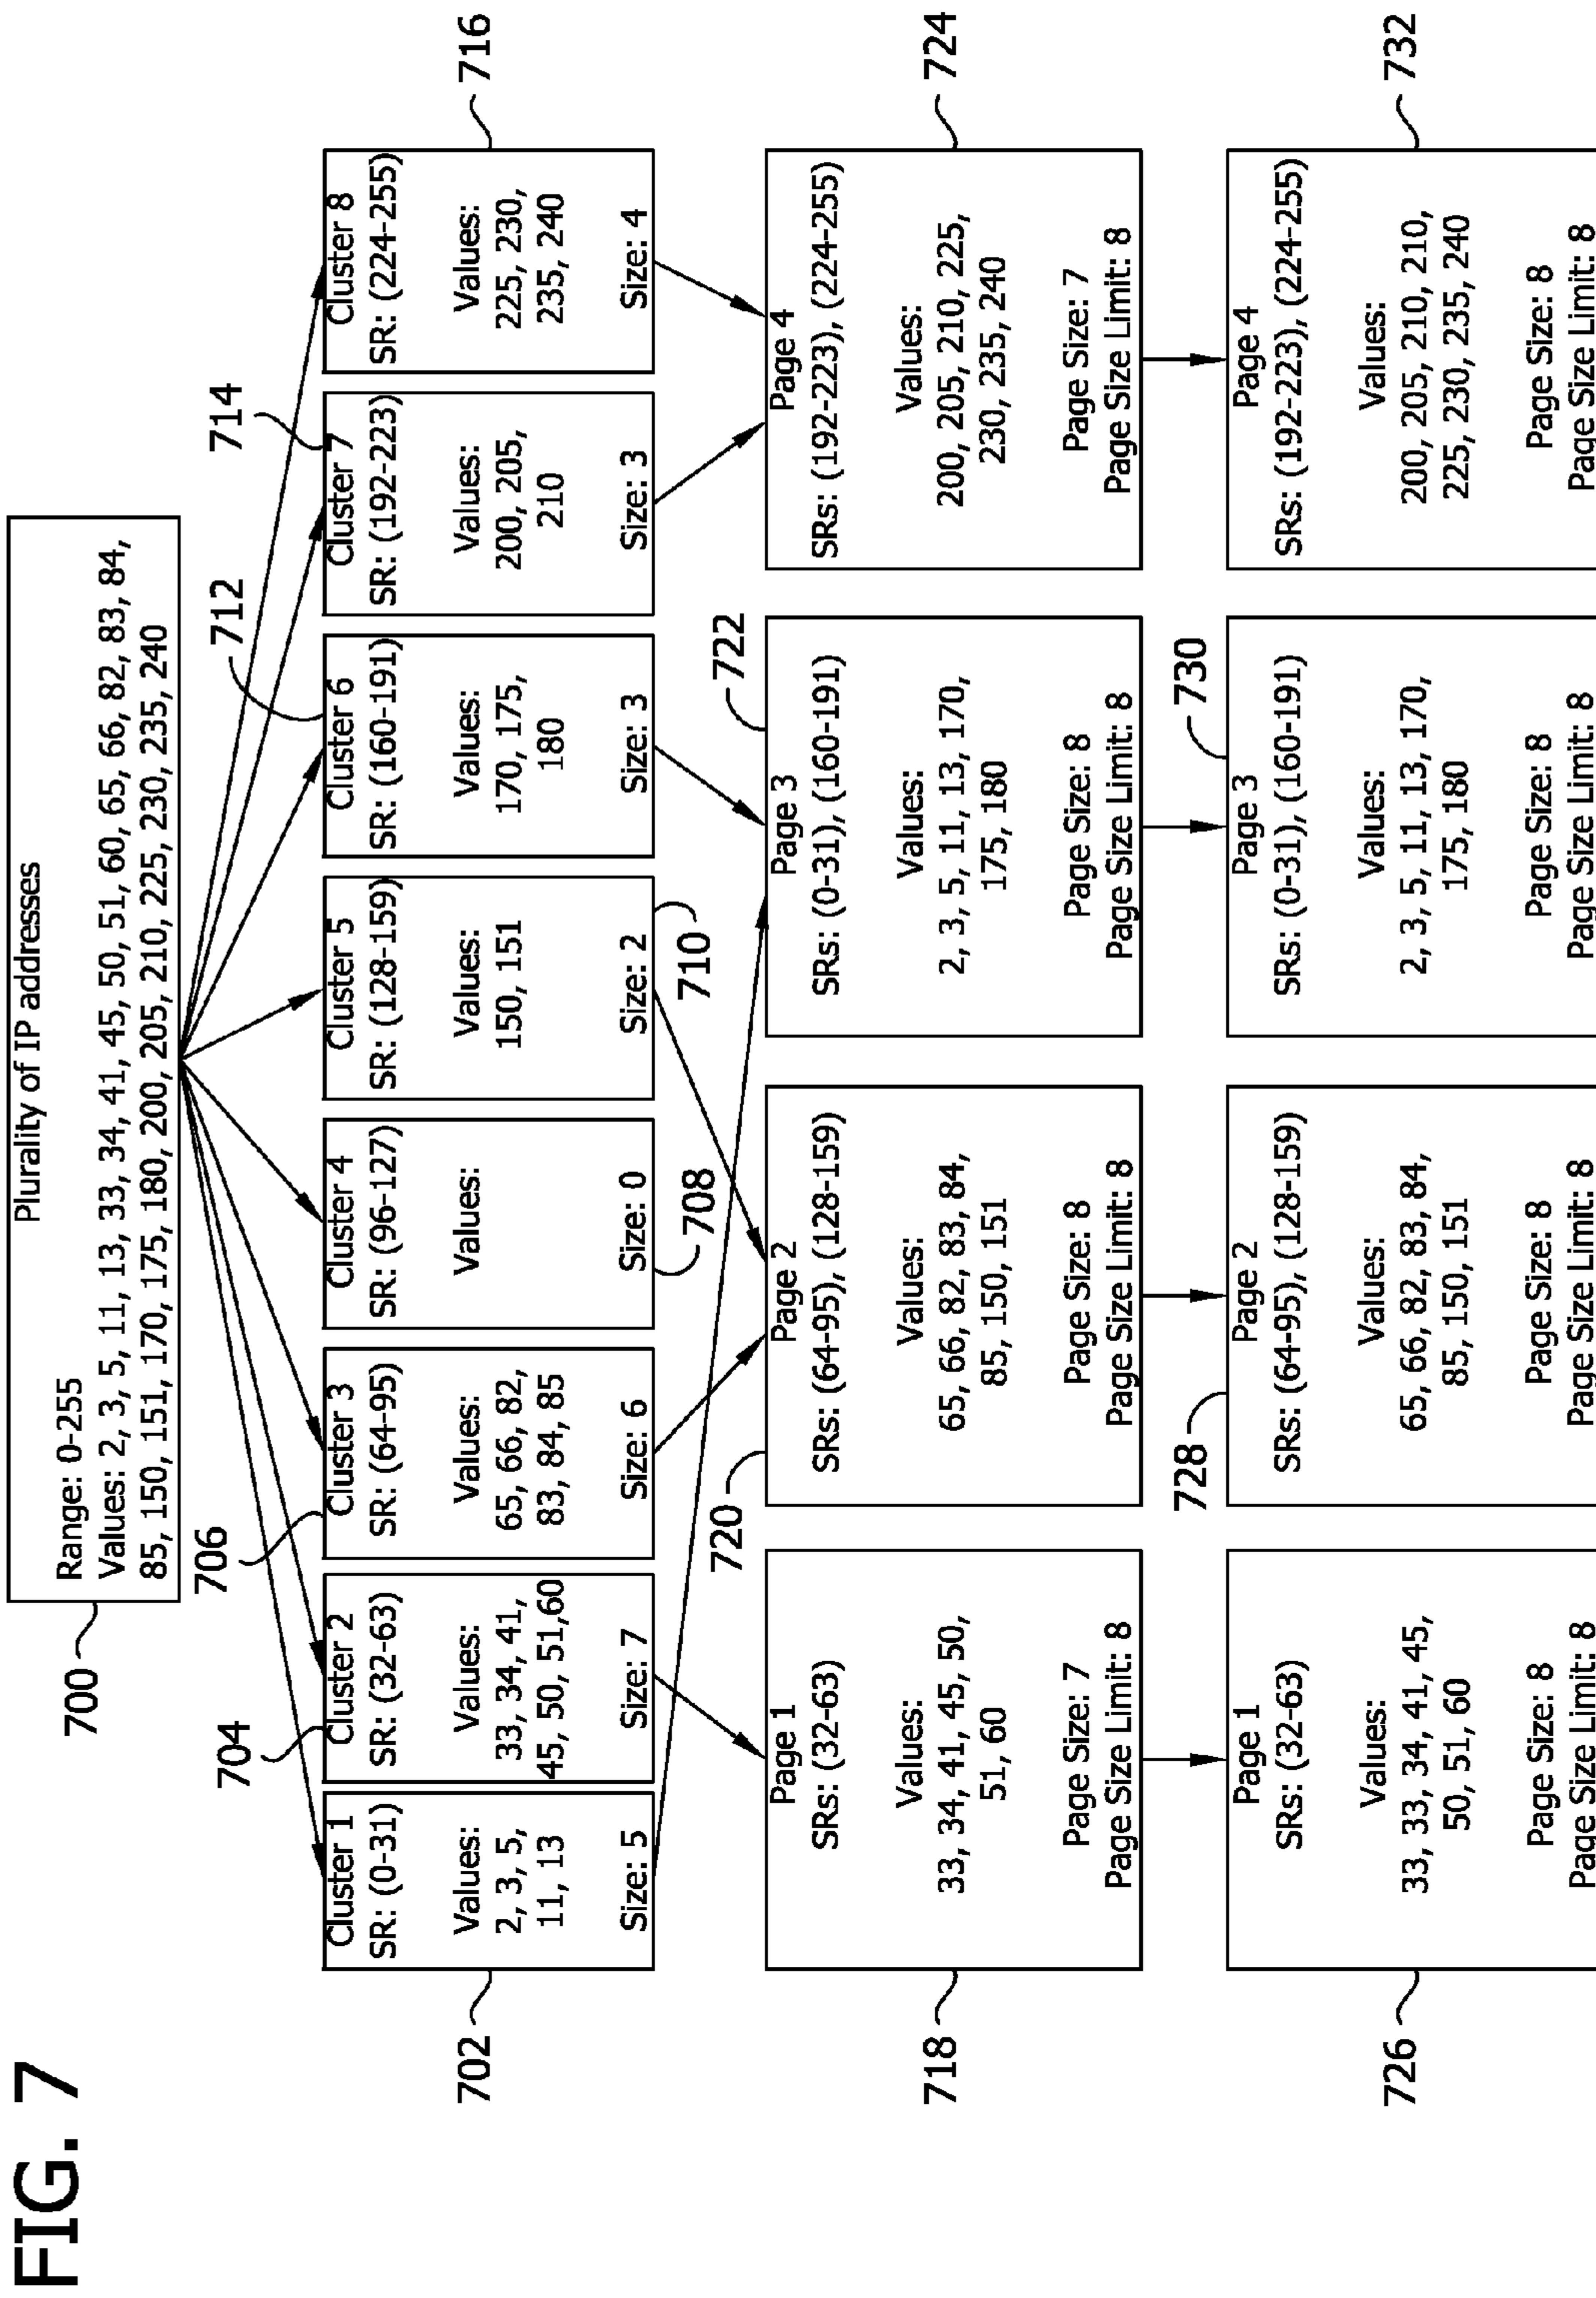 FIG. 7
700
Plurality of IP addresses
Range: 0-255
Values: 2, 3, 5, 11, 13, 33, 34, 41, 45, 50, 51, 60, 65, 66, 82, 83, 84,
85, 150, 151, 170, 175, 180, 200, 205, 210, 225, 230, 235, 240
702
Cluster 1
SR: (0-31)
Values:
2, 3, 5,
11, 13
Size: 5
704
Cluster 2
SR: (32-63)
Values:
33, 34, 41,
45, 50, 51,60
Size: 7
706
Cluster 3
SR: (64-95)
Values:
65, 66, 82,
83, 84, 85
Size: 6
Cluster 4
SR: (96-127)
Values:
Size: 0
708
Cluster 5
SR: (128-159)
Values:
150, 151
Size: 2
710
712
Cluster 6
SR: (160-191)
Values:
170, 175,
180
Size: 3
714
Cluster 7
SR: (192-223)
Values:
200, 205,
210
Size: 3
716
Cluster 8
SR: (224-255)
Values:
225, 230,
235, 240
Size: 4
718
Page 1
SRs: (32-63)
Values:
33, 34, 41, 45, 50,
51, 60
Page Size: 7
Page Size Limit: 8
720
Page 2
SRs: (64-95), (128-159)
Values:
65, 66, 82, 83, 84,
85, 150, 151
Page Size: 8
Page Size Limit: 8
722
Page 3
SRs: (0-31), (160-191)
Values:
2, 3, 5, 11, 13, 170,
175, 180
Page Size: 8
Page Size Limit: 8
724
Page 4
SRs: (192-223), (224-255)
Values:
200, 205, 210, 225,
230, 235, 240
Page Size: 7
Page Size Limit: 8
726
Page 1
SRs: (32-63)
Values:
33, 33, 34, 41, 45,
50, 51, 60
Page Size: 8
Page Size Limit: 8
728
Page 2
SRs: (64-95), (128-159)
Values:
65, 66, 82, 83, 84,
85, 150, 151
Page Size: 8
Page Size Limit: 8
730
Page 3
SRs: (0-31), (160-191)
Values:
2, 3, 5, 11, 13, 170,
175, 180
Page Size: 8
Page Size Limit: 8
732
Page 4
SRs: (192-223), (224-255)
Values:
200, 205, 210, 210,
225, 230, 235, 240
Page Size: 8
Page Size Limit: 8